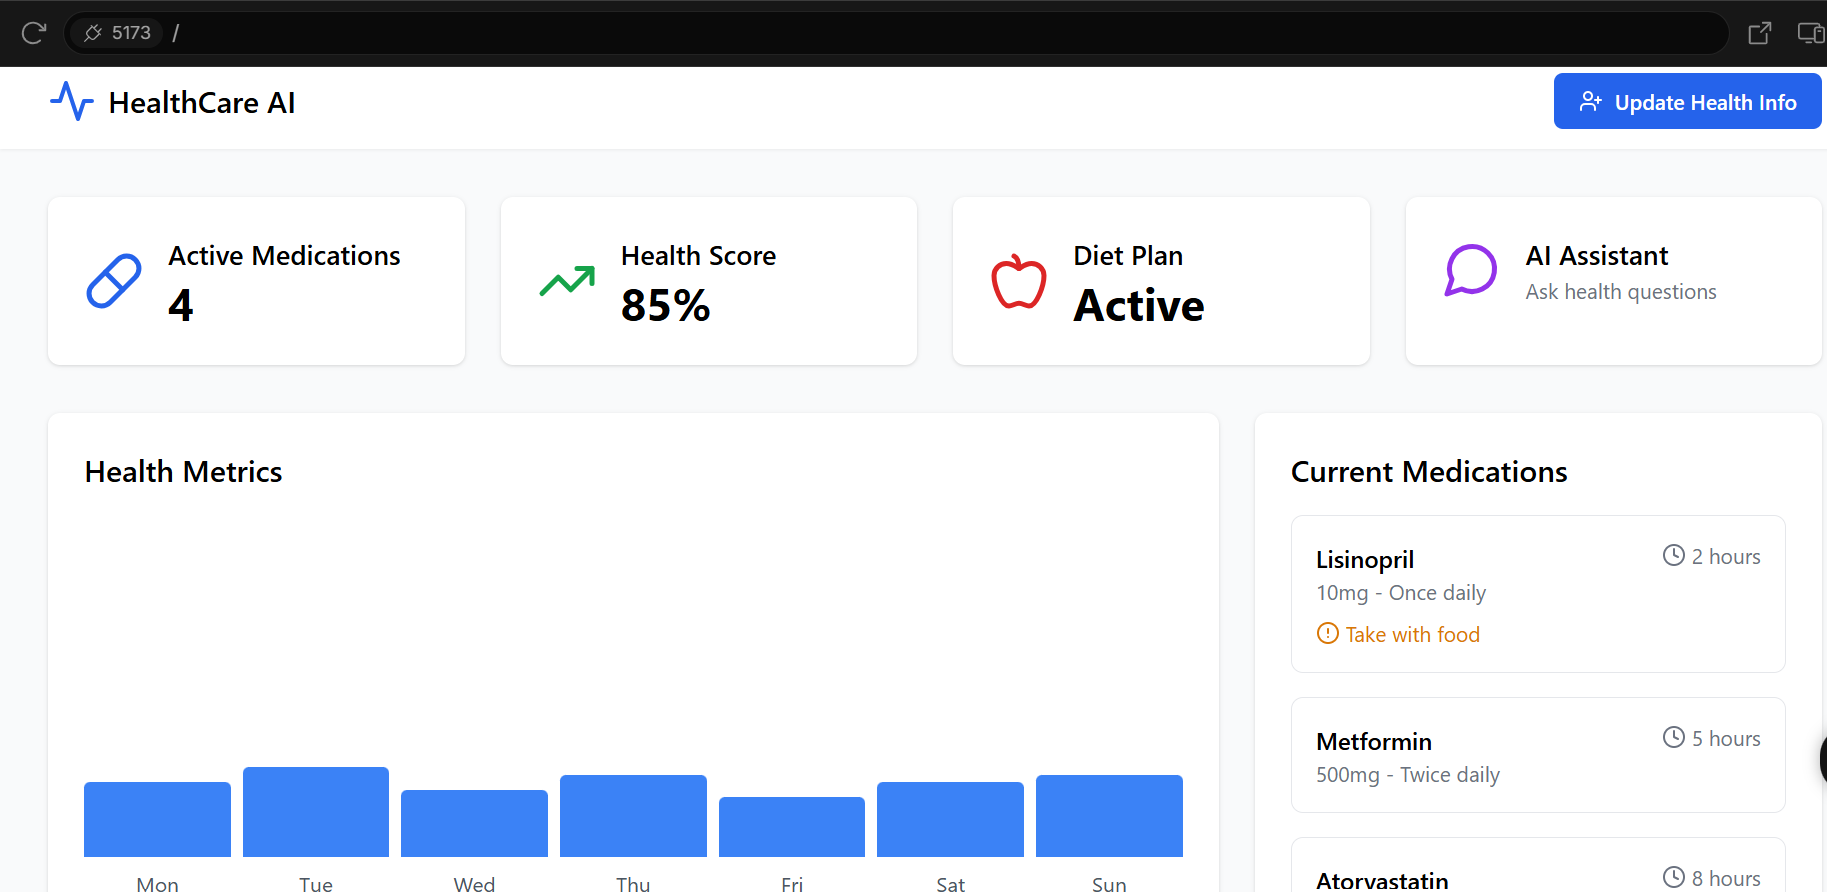 5173 /
HealthCare AI
Update Health Info
Active Medications
4
Health Score
85%
Diet Plan
Active
AI Assistant
Ask health questions
Health Metrics
Mon Tue Wed Thu Fri Sat Sun
Current Medications
Lisinopril
2 hours
10mg - Once daily
Take with food
Metformin
5 hours
500mg - Twice daily
Atorvastatin
8 hours